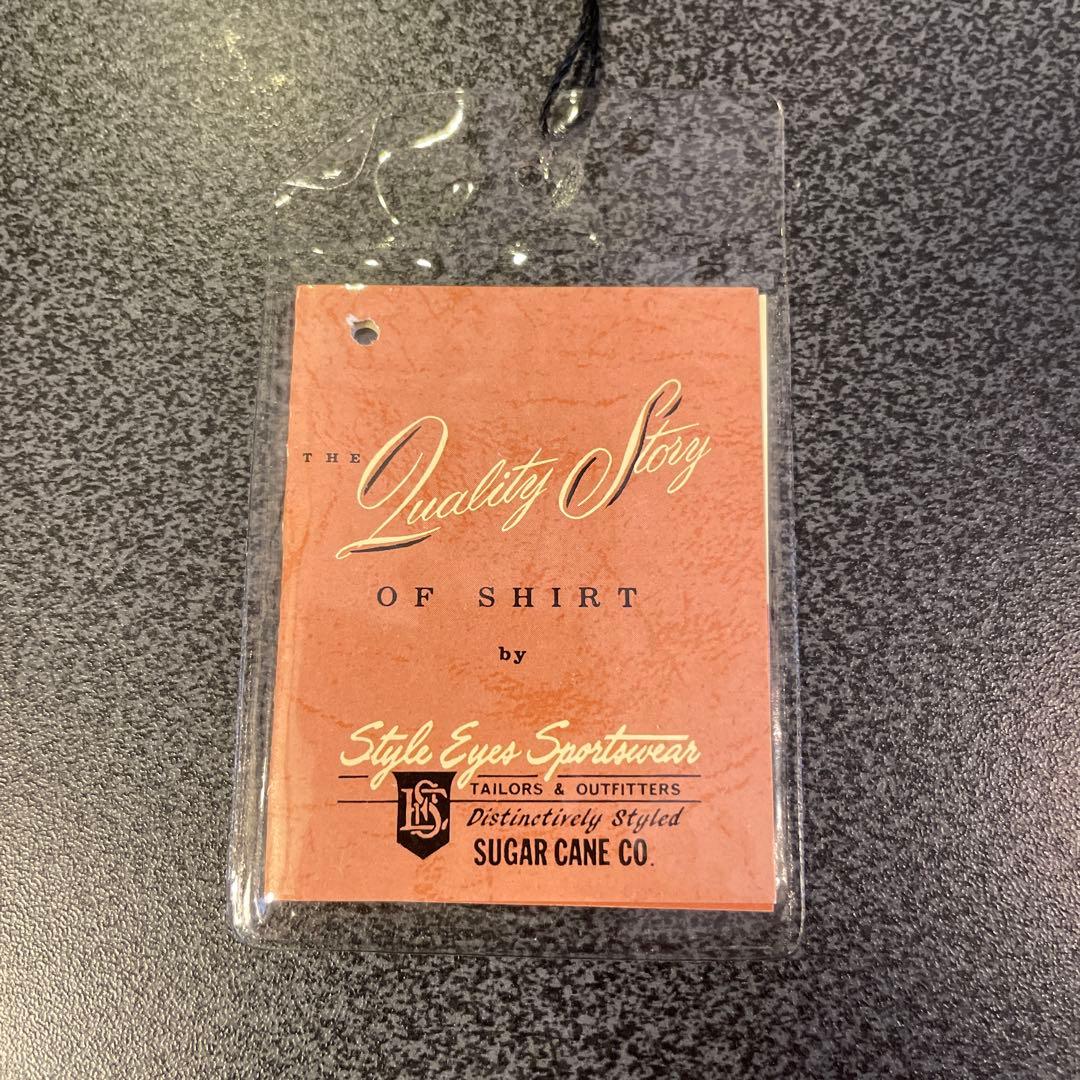 THE Quality Story
OF SHIRT
by
Style Eyes Sportswear
TAILORS & OUTFITTERS
Distinctively Styled
SUGAR CANE CO.